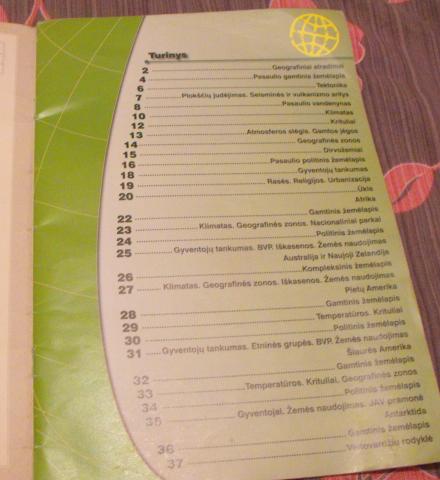 Turinys
2 Geografiniai atradimai
4 Pasaulio gamtinis žemėlapis
6 Tektonika
7 Plokščių judėjimas. Seisminės ir vulkanizmo sritys
8 Pasaulio vandenynas
10 Klimatas
12 Krituliai
13 Atmosferos slėgis. Gamtos jėgos
14 Geografinės zonos
15 Dirvožemiai
16 Pasaulio politinis žemėlapis
18 Gyventojų tankumas
19 Rasės. Religijos. Urbanizacija
20 Ūkis
Afrika
22 Gamtinis žemėlapis
23 Klimatas. Geografinės zonos. Nacionaliniai parkai
24 Politinis žemėlapis
25 Gyventojų tankumas. BVP. Iškasenos. Žemės naudojimas
Australija ir Naujoji Zelandija
26 Kompleksinis žemėlapis
27 Klimatas. Geografinės zonos. Iškasenos. Žemės naudojimas
Pietų Amerika
28 Gamtinis žemėlapis
29 Temperatūros. Krituliai
30 Politinis žemėlapis
31 Gyventojų tankumas. Etninės grupės. BVP. Žemės naudojimas
Šiaurės Amerika
32 Gamtinis žemėlapis
33 Temperatūros. Krituliai. Geografinės zonos
34 Politinis žemėlapis
35 Gyventojai. Žemės naudojimas. JAV pramonė
Antarktida
36 Gamtinis žemėlapis
37 Vietovardžių rodyklė